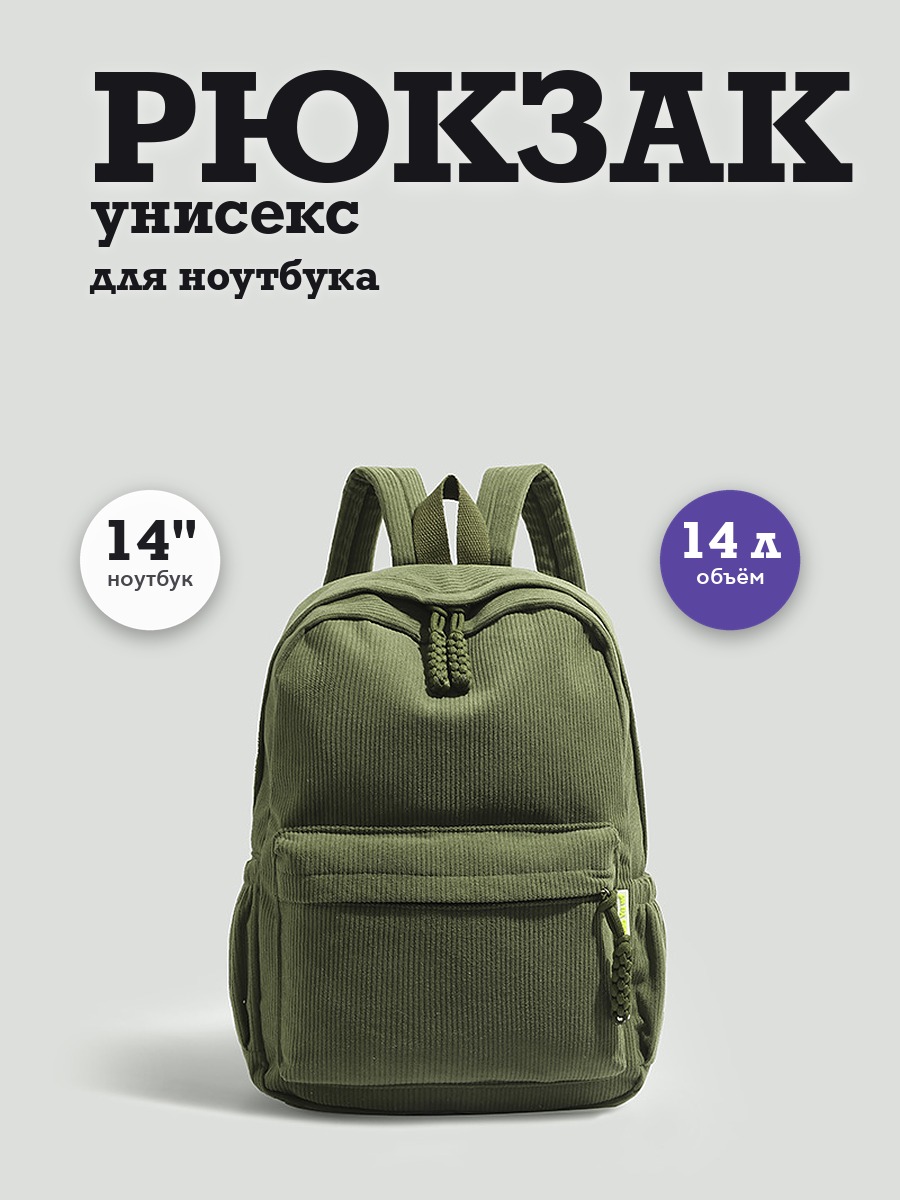 РЮКЗАК
унисекс
для ноутбука
14"
ноутбук
14 л
объём